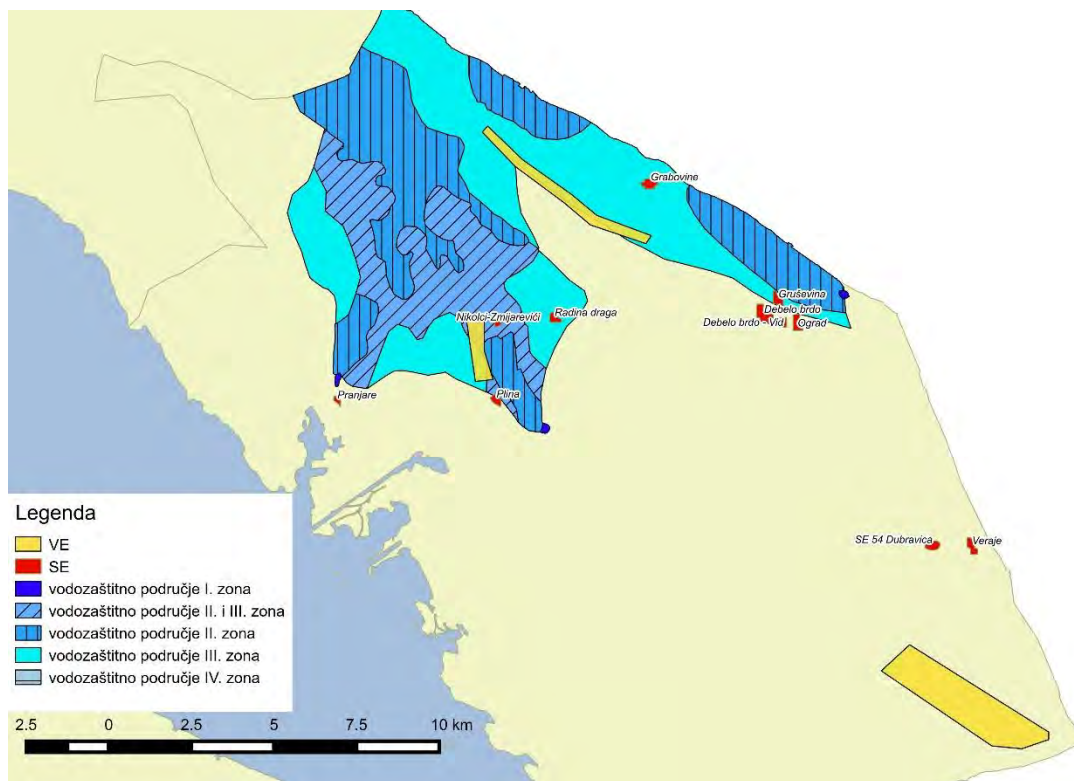 Grabovine
Gruševina
Debelo brdo
Debelo brdo - Vid
Ograd
Nikolci-Zmijarevići
Radina draga
Pranjare
Plina
SE 54 Dubravica
Veraje
Legenda
VE
SE
vodozaštitno područje I. zona
vodozaštitno područje II. i III. zona
vodozaštitno područje II. zona
vodozaštitno područje III. zona
vodozaštitno područje IV. zona
2.5 0 2.5 5 7.5 10 km